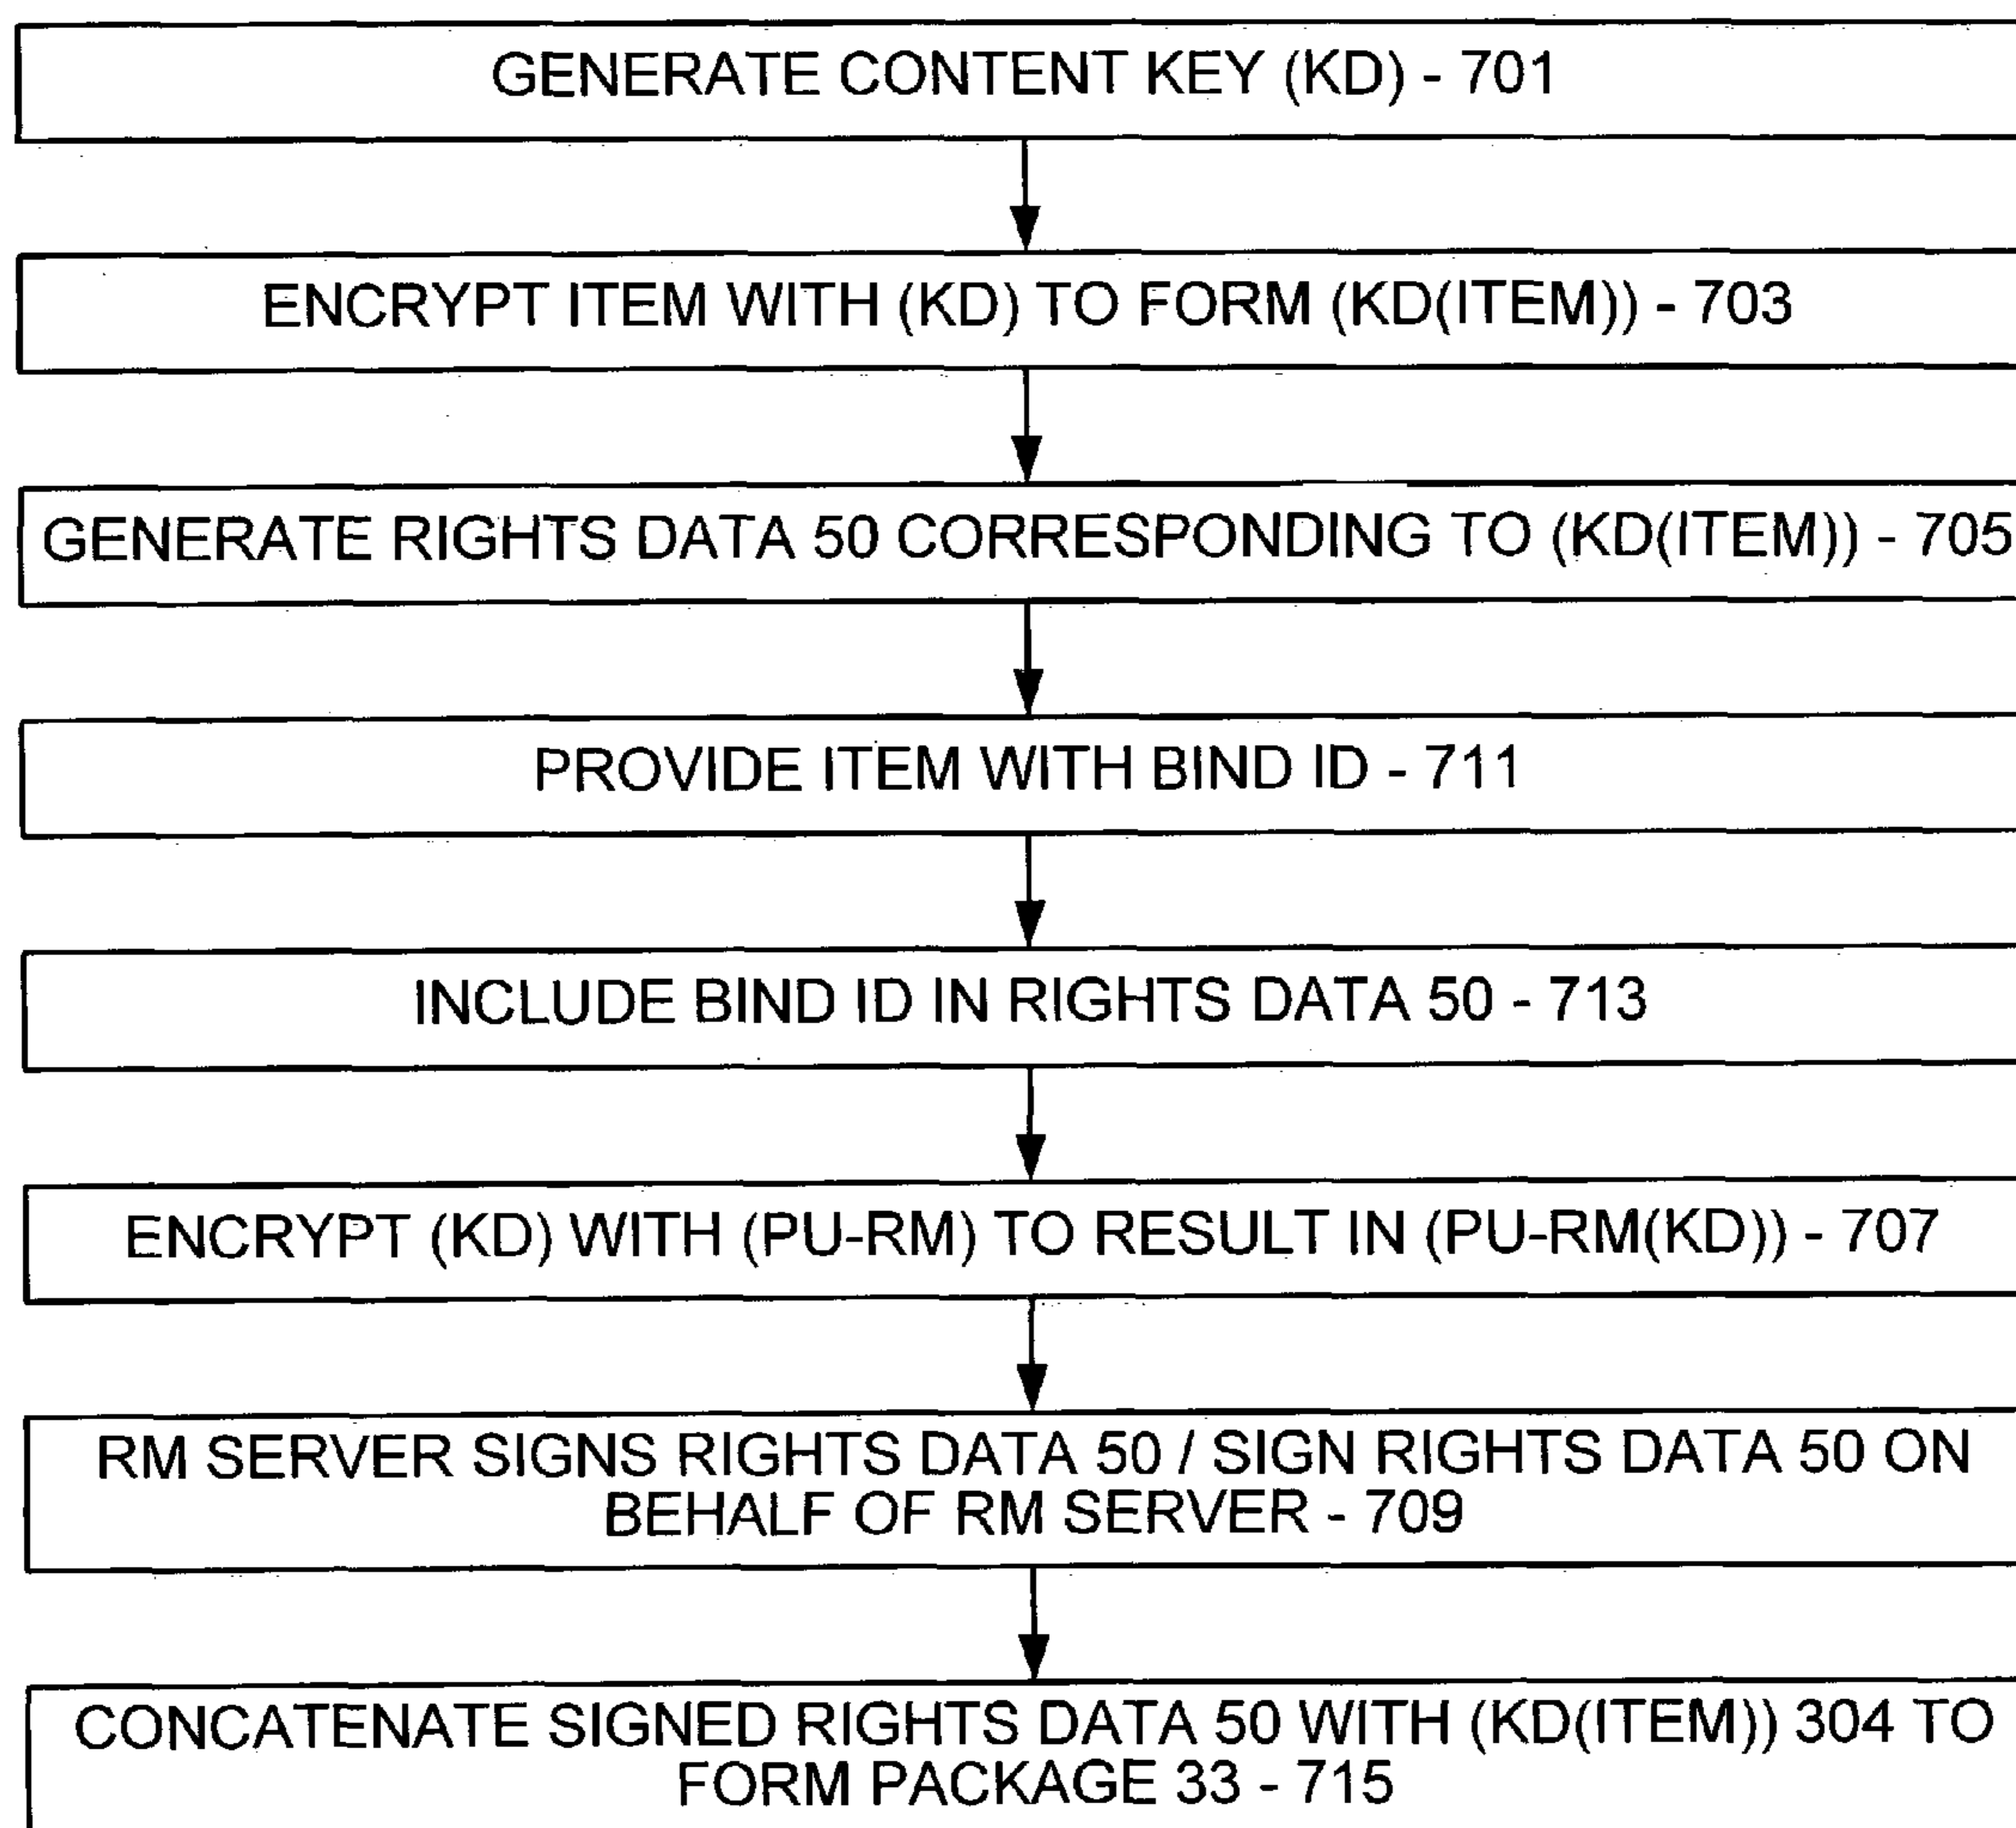 GENERATE CONTENT KEY (KD) - 701
ENCRYPT ITEM WITH (KD) TO FORM (KD(ITEM)) - 703
GENERATE RIGHTS DATA 50 CORRESPONDING TO (KD(ITEM)) - 705
PROVIDE ITEM WITH BIND ID - 711
INCLUDE BIND ID IN RIGHTS DATA 50 - 713
ENCRYPT (KD) WITH (PU-RM) TO RESULT IN (PU-RM(KD)) - 707
RM SERVER SIGNS RIGHTS DATA 50 / SIGN RIGHTS DATA 50 ON
BEHALF OF RM SERVER - 709
CONCATENATE SIGNED RIGHTS DATA 50 WITH (KD(ITEM)) 304 TO
FORM PACKAGE 33 - 715